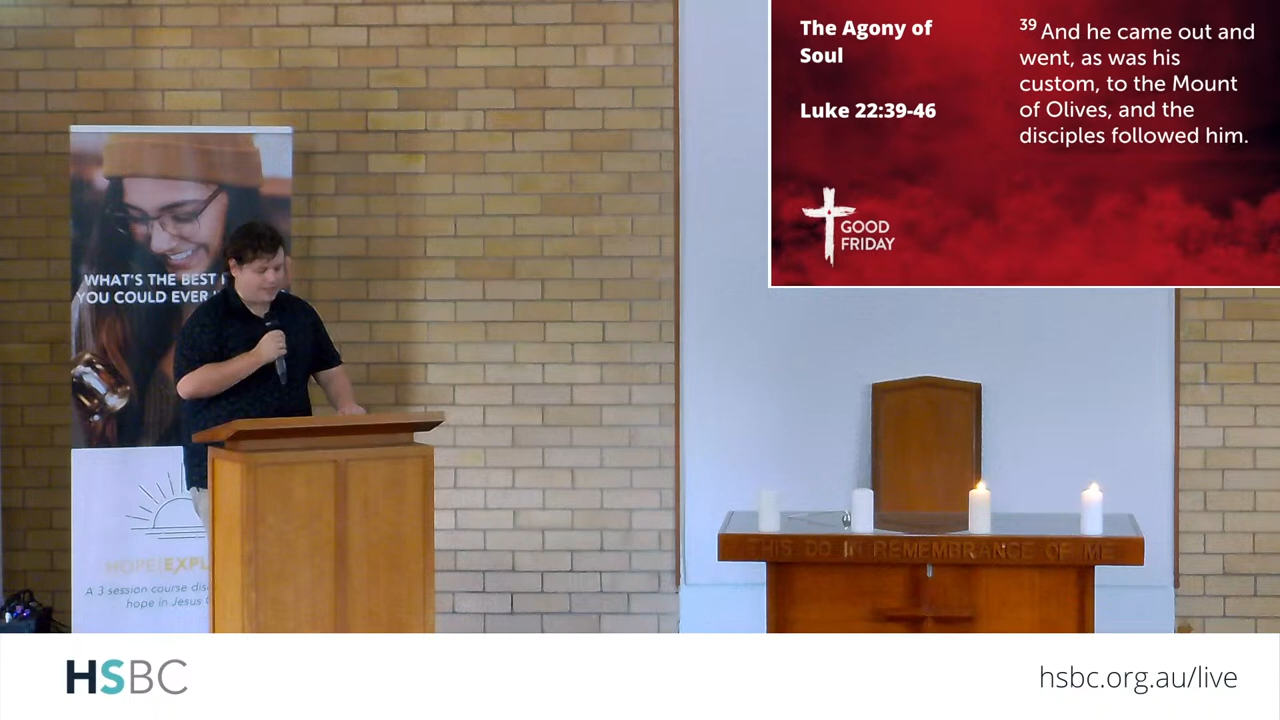 The Agony of
Soul
Luke 22:39-46
39 And he came out and
went, as was his
custom, to the Mount
of Olives, and the
disciples followed him.
GOOD
FRIDAY
WHAT'S THE BEST
YOU COULD EVER
HOPE EXPL
A 3 session course
hope in Jesus
THIS DO IN REMEMBRANCE OF ME
HSBC
hsbc.org.au/live